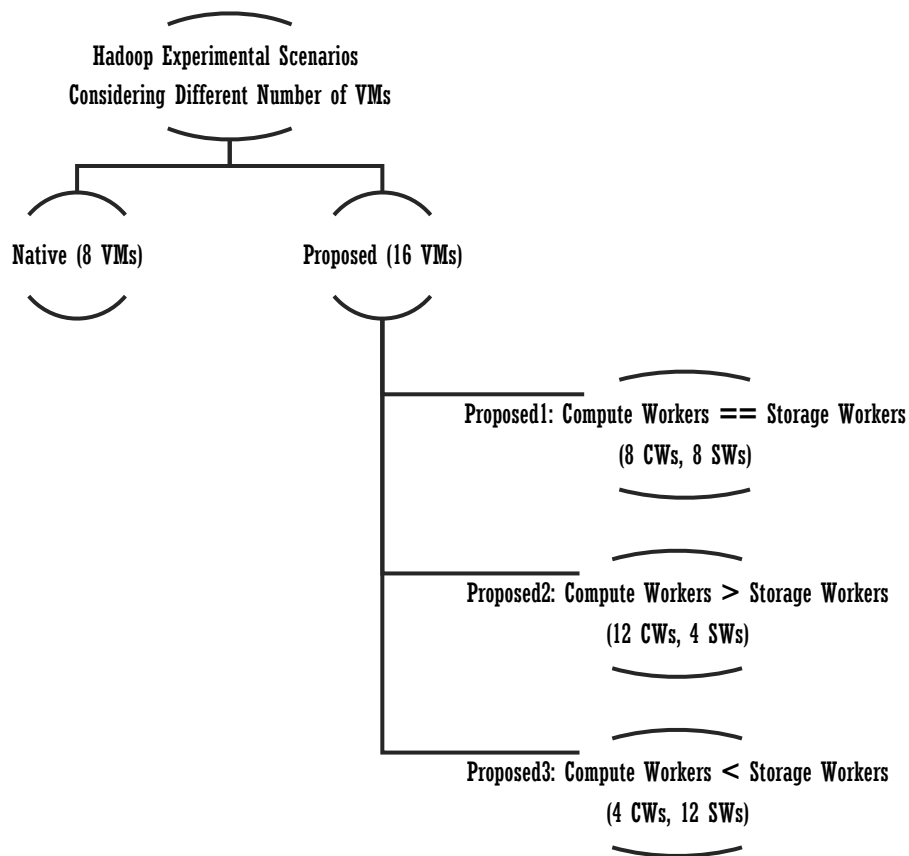 Hadoop Experimental Scenarios
Considering Different Number of VMs
Native (8 VMs)
Proposed (16 VMs)
Proposed1: Compute Workers == Storage Workers
(8 CWs, 8 SWs)
Proposed2: Compute Workers > Storage Workers
(12 CWs, 4 SWs)
Proposed3: Compute Workers < Storage Workers
(4 CWs, 12 SWs)